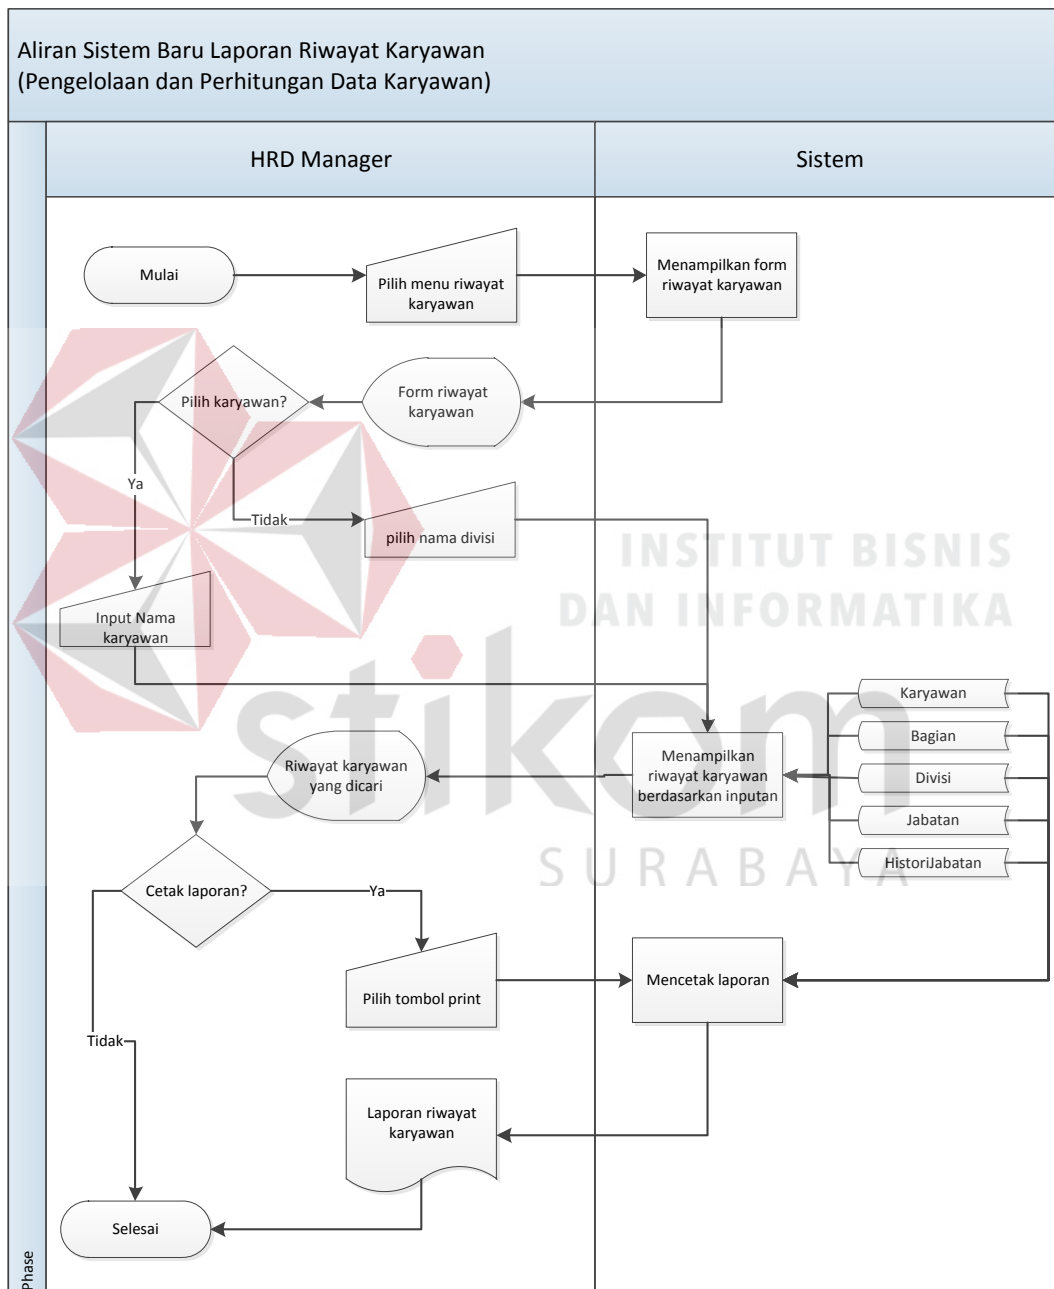 Aliran Sistem Baru Laporan Riwayat Karyawan
(Pengelolaan dan Perhitungan Data Karyawan)
HRD Manager
Sistem
Mulai
Pilih menu riwayat
karyawan
Menampilkan form
riwayat karyawan
Pilih karyawan?
Form riwayat
karyawan
Ya
Tidak
pilih nama divisi
INSTITUT BISNIS
DAN INFORMATIKA
Input Nama
karyawan
stikom
SURABAYA
Karyawan
Bagian
Divisi
Jabatan
HistoriJabatan
Riwayat karyawan
yang dicari
Menampilkan
riwayat karyawan
berdasarkan inputan
Cetak laporan?
Ya
Pilih tombol print
Mencetak laporan
Tidak
Laporan riwayat
karyawan
Selesai
Phase